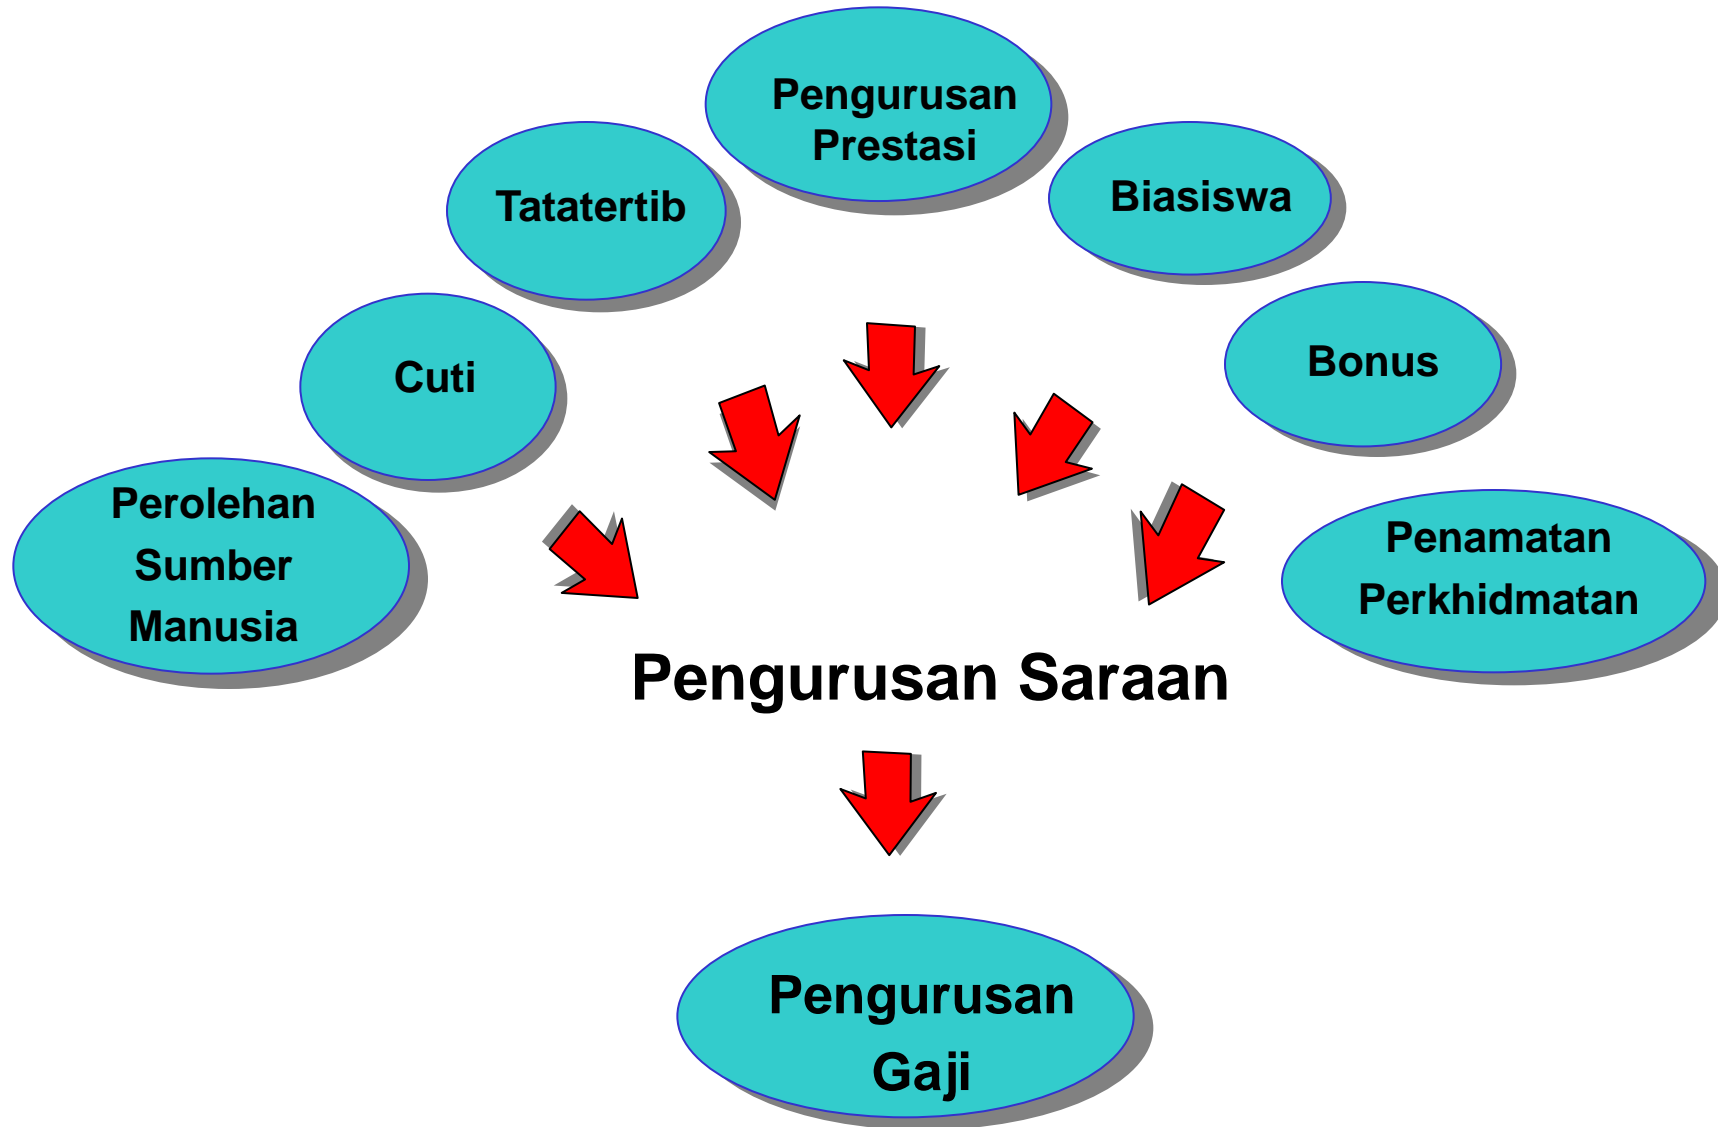 Pengurusan
Prestasi
Tatatertib
Biasiswa
Cuti
Bonus
Perolehan
Sumber
Manusia
Penamatan
Perkhidmatan
Pengurusan Saraan
Pengurusan
Gaji